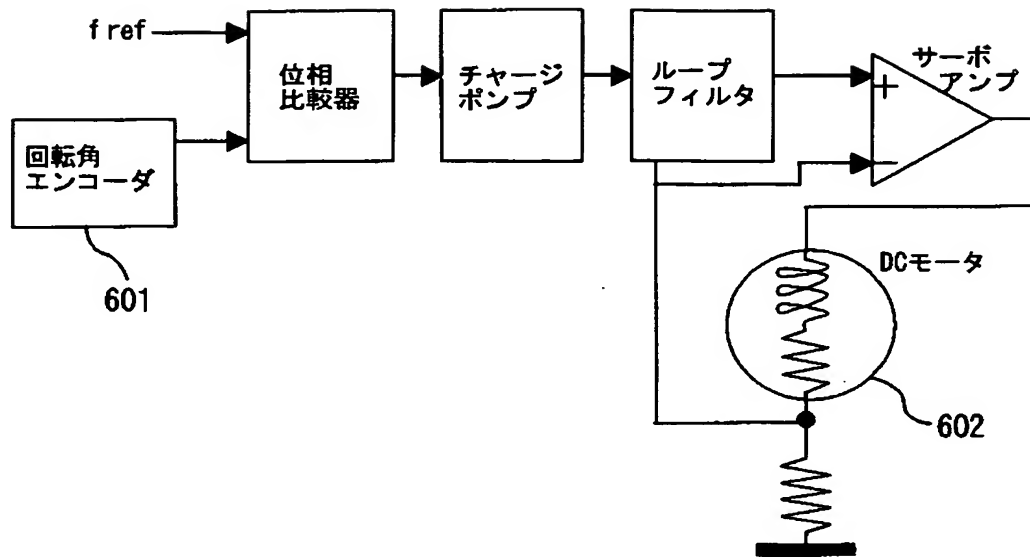 f ref
位相
比較器
チャージ
ポンプ
ループ
フィルタ
サーボ
アンプ
+
−
回転角
エンコーダ
601
DCモータ
602